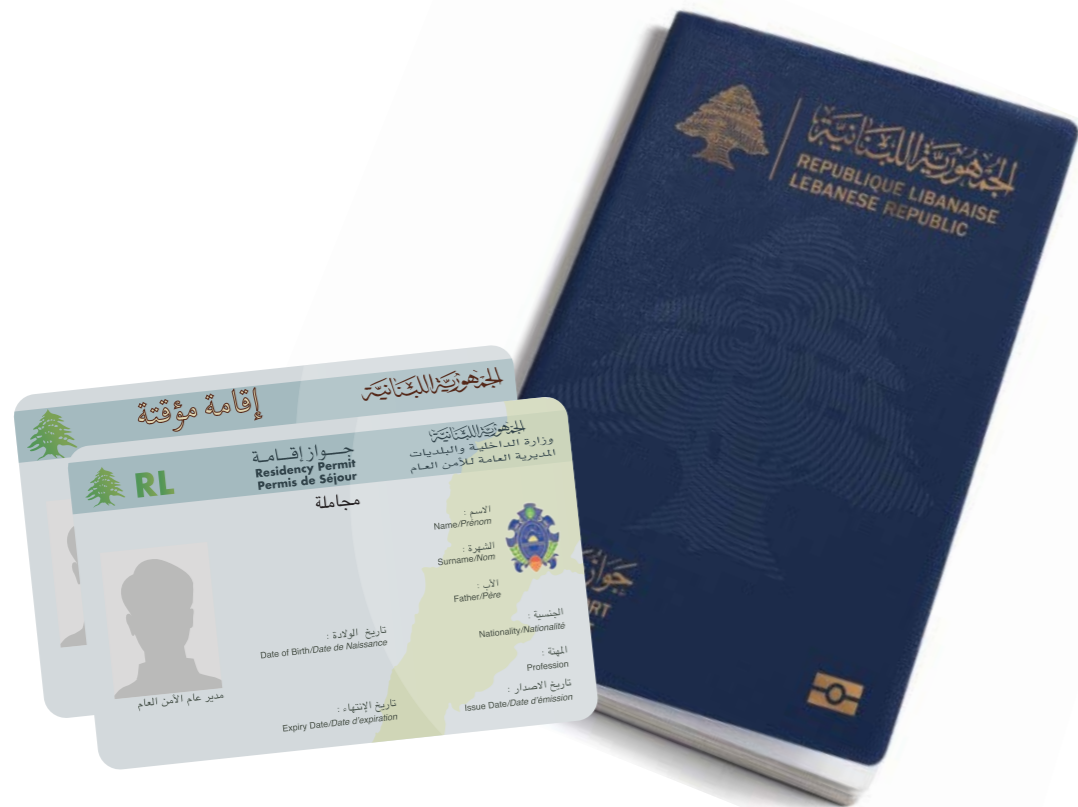 الجمهورية اللبنانية
REPUBLIQUE LIBANAISE
LEBANESE REPUBLIC
جواز
RT
إقامة مؤقتة
الجمهورية اللبنانية
RL
جواز إقامة
Residency Permit
Permis de Séjour
الجمهورية اللبنانية
وزارة الداخلية والبلديات
المديرية العامة للأمن العام
مجاملة
الاسم :
Name/Prénom
الشهرة :
Surname/Nom
الأب :
Father/Père
الجنسية :
Nationality/Nationalité
تاريخ الولادة :
Date of Birth/Date de Naissance
المهنة :
Profession
تاريخ الاصدار :
Issue Date/Date d'émission
تاريخ الإنتهاء :
Expiry Date/Date d'expiration
مدير عام الأمن العام